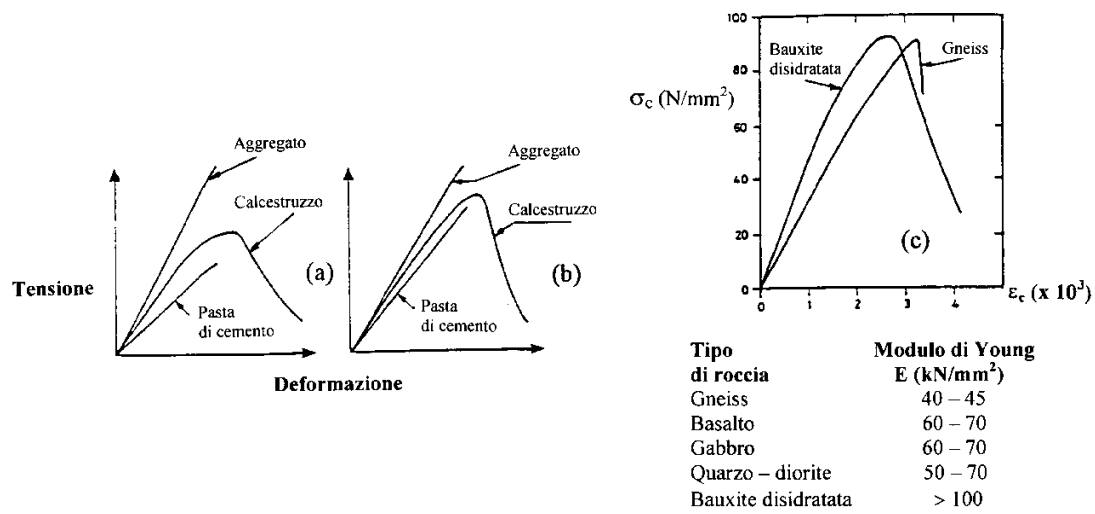 Aggregato
Calcestruzzo
(a)
Pasta
di cemento
Tensione
Aggregato
Calcestruzzo
(b)
Pasta
di cemento
Deformazione
100
80
60
40
20
0
σc (N/mm²)
Bauxite
disidratata
Gneiss
(c)
0 1 2 3 4
εc (x 10³)
Tipo Modulo di Young
di roccia E (kN/mm²)
Gneiss 40 – 45
Basalto 60 – 70
Gabbro 60 – 70
Quarzo – diorite 50 – 70
Bauxite disidratata > 100